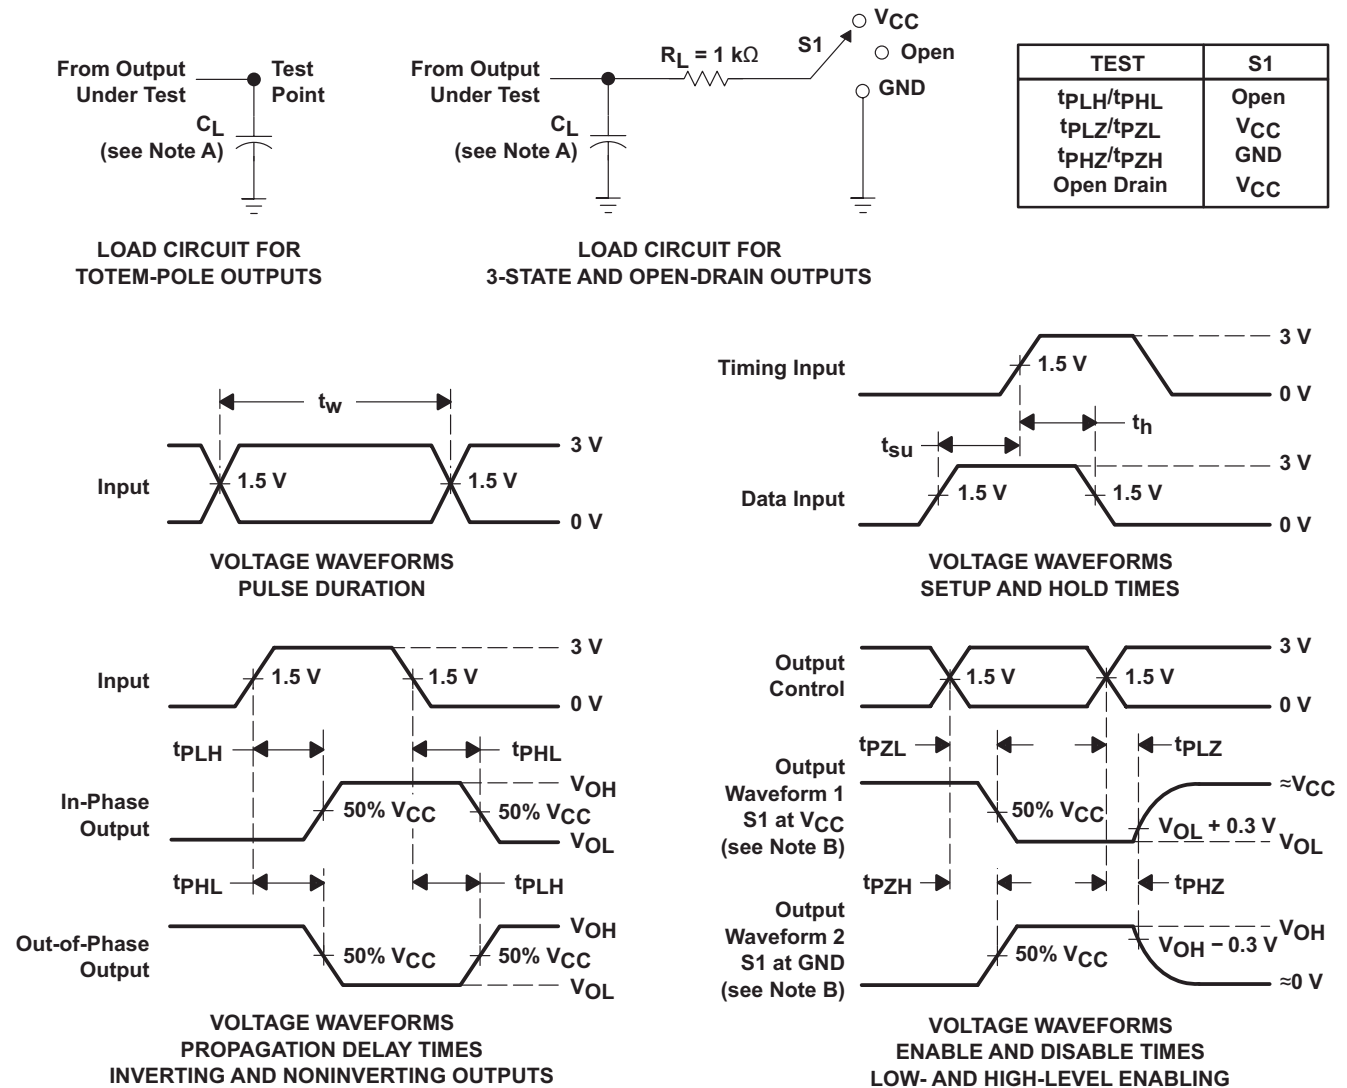 From Output
Under Test
Test
Point
CL
(see Note A)
LOAD CIRCUIT FOR
TOTEM-POLE OUTPUTS
From Output
Under Test
RL = 1 kΩ
S1
VCC
Open
GND
CL
(see Note A)
LOAD CIRCUIT FOR
3-STATE AND OPEN-DRAIN OUTPUTS
TEST S1
tPLH/tPHL Open
tPLZ/tPZL VCC
tPHZ/tPZH GND
Open Drain VCC
tw
Input
1.5 V
1.5 V
3 V
0 V
VOLTAGE WAVEFORMS
PULSE DURATION
Timing Input
1.5 V
3 V
0 V
tsu
th
Data Input
1.5 V
1.5 V
3 V
0 V
VOLTAGE WAVEFORMS
SETUP AND HOLD TIMES
Input
1.5 V
1.5 V
3 V
0 V
tPLH
tPHL
In-Phase
Output
50% VCC
50% VCC
VOH
VOL
tPHL
tPLH
Out-of-Phase
Output
50% VCC
50% VCC
VOH
VOL
VOLTAGE WAVEFORMS
PROPAGATION DELAY TIMES
INVERTING AND NONINVERTING OUTPUTS
Output
Control
1.5 V
1.5 V
3 V
0 V
tPZL
tPLZ
Output
Waveform 1
S1 at VCC
(see Note B)
50% VCC
VOL + 0.3 V
≈VCC
VOL
tPZH
tPHZ
Output
Waveform 2
S1 at GND
(see Note B)
50% VCC
VOH − 0.3 V
VOH
≈0 V
VOLTAGE WAVEFORMS
ENABLE AND DISABLE TIMES
LOW- AND HIGH-LEVEL ENABLING